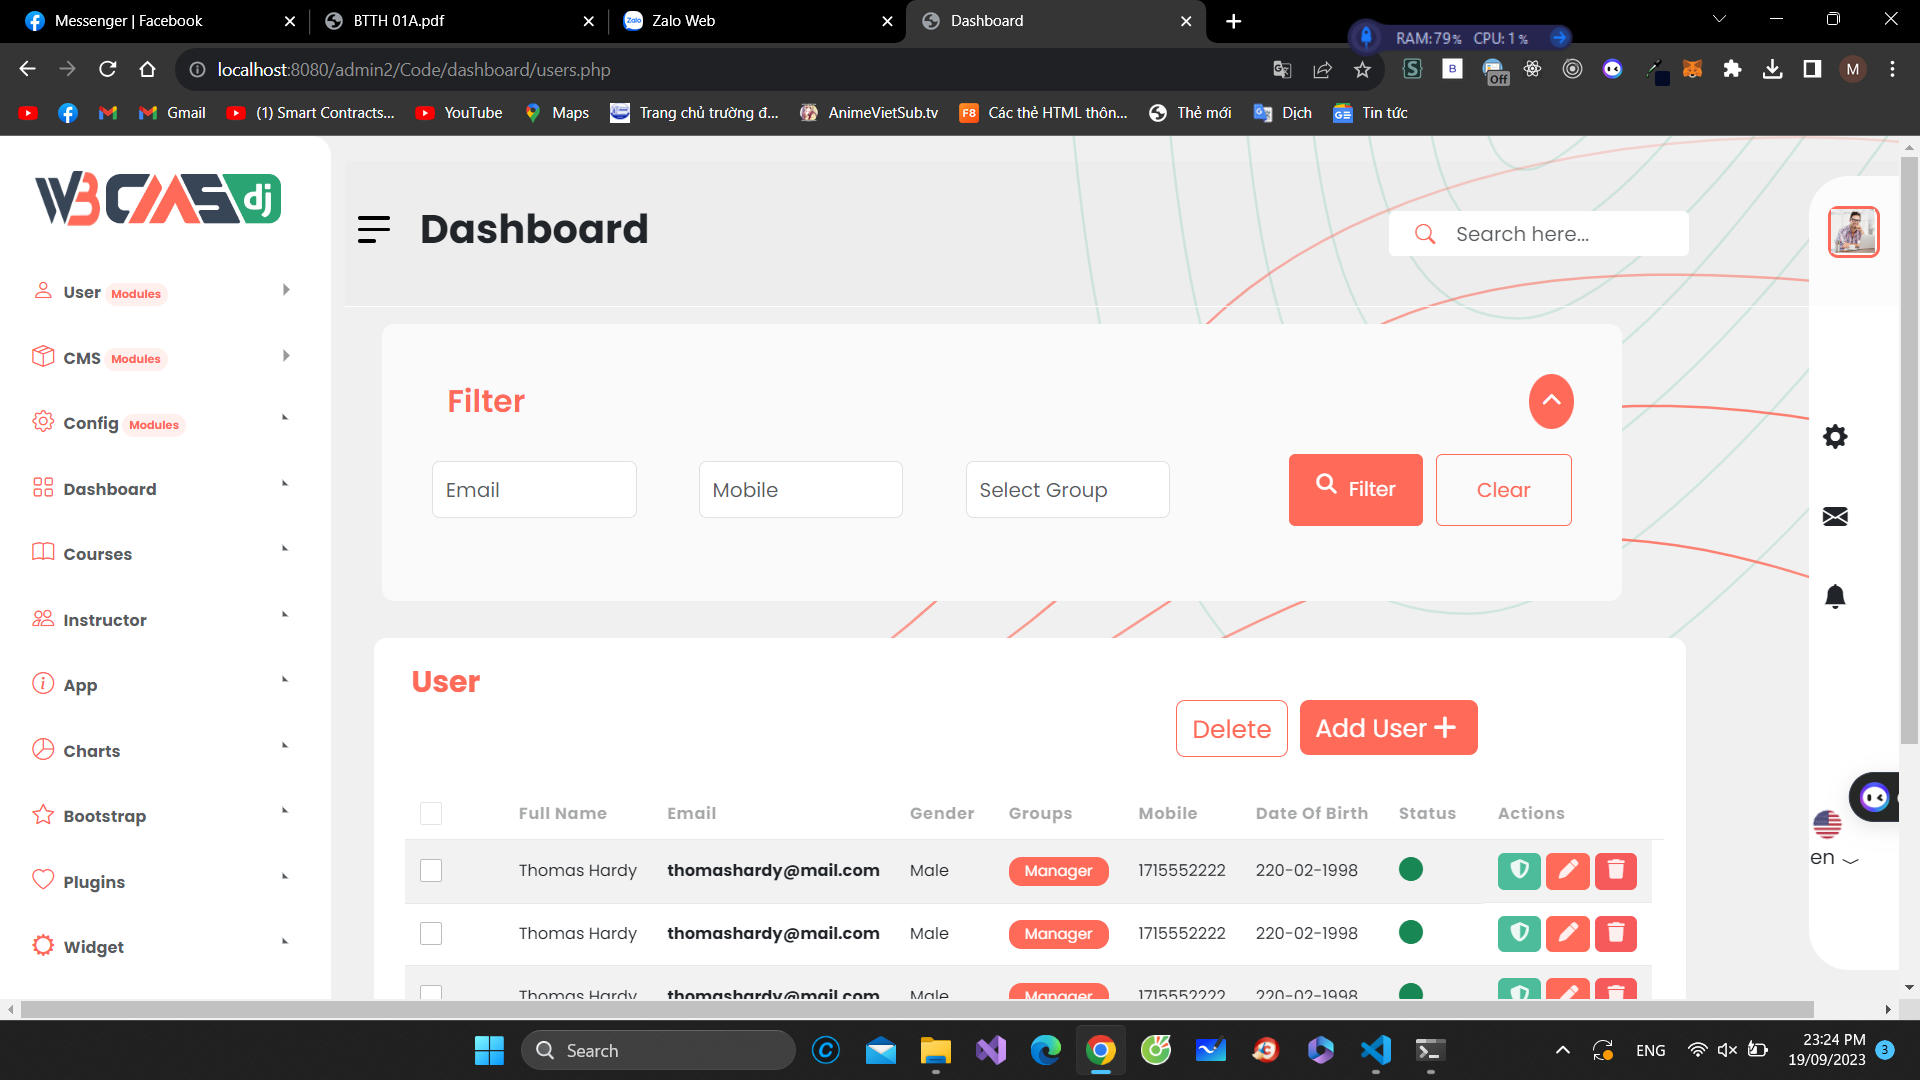 Messenger | Facebook
BTTH 01A.pdf
Zalo Web
Dashboard
RAM:79% CPU: 1%
localhost:8080/admin2/Code/dashboard/users.php
Off
M
Gmail
(1) Smart Contracts...
YouTube
Maps
Trang chủ trường đ...
AnimeVietSub.tv
F8
Các thẻ HTML thôn...
Thẻ mới
Dịch
Tin tức
W3CMS dj
Dashboard
Search here...
User Modules
CMS Modules
Config Modules
Dashboard
Courses
Instructor
App
Charts
Bootstrap
Plugins
Widget
Filter
Email
Mobile
Select Group
Filter
Clear
User
Delete
Add User
Full Name Email Gender Groups Mobile Date Of Birth Status Actions
Thomas Hardy thomashardy@mail.com Male Manager 1715552222 220-02-1998
Thomas Hardy thomashardy@mail.com Male Manager 1715552222 220-02-1998
Thomas Hardy thomashardy@mail.com Male Manager 1715552222 220-02-1998
en
Search
ENG
23:24 PM
19/09/2023
3